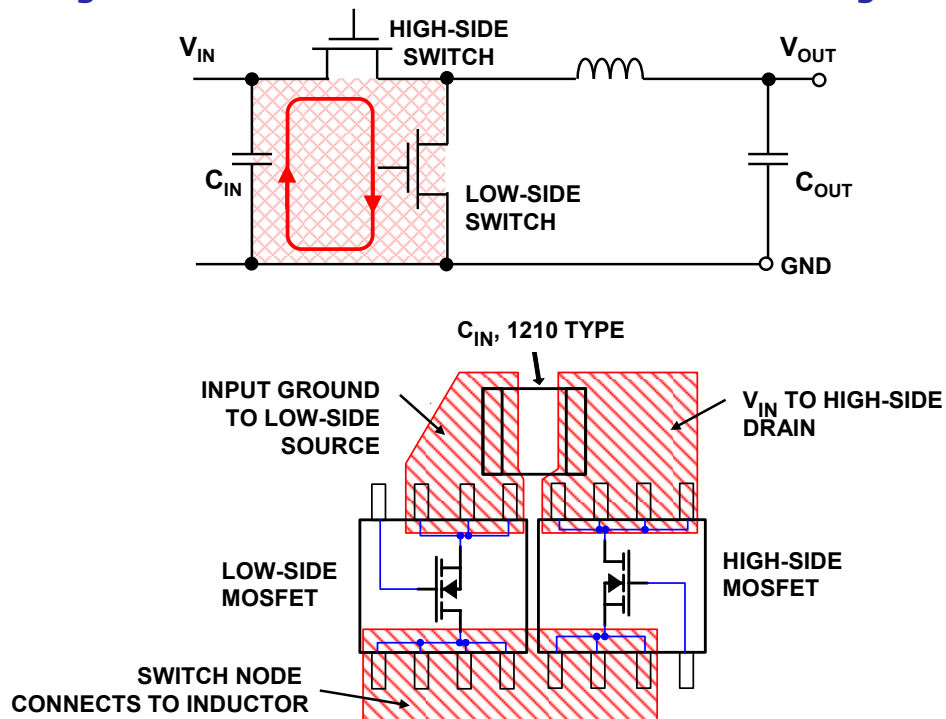 HIGH-SIDE
SWITCH
VIN
VOUT
CIN
LOW-SIDE
SWITCH
COUT
GND
CIN, 1210 TYPE
INPUT GROUND
TO LOW-SIDE
SOURCE
VIN TO HIGH-SIDE
DRAIN
LOW-SIDE
MOSFET
HIGH-SIDE
MOSFET
SWITCH NODE
CONNECTS TO INDUCTOR